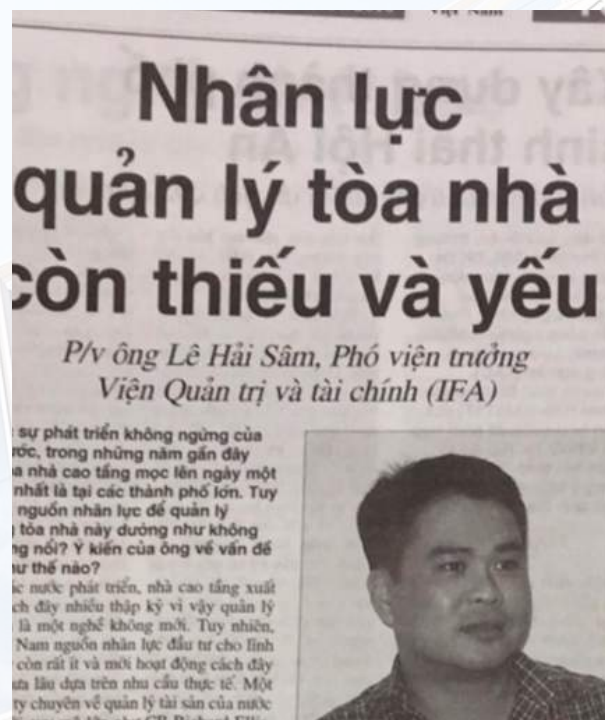 Việt Nam
Nhân lực
quản lý tòa nhà
còn thiếu và yếu
P/v ông Lê Hải Sâm, Phó viện trưởng
Viện Quản trị và tài chính (IFA)
sự phát triển không ngừng của
trong những năm gần đây
nhà cao tầng mọc lên ngày một
nhất là tại các thành phố lớn. Tuy
nguồn nhân lực để quản lý
tòa nhà này dường như không
nổi? Ý kiến của ông về vấn đề
thế nào?
nước phát triển, nhà cao tầng xuất
đây nhiều thập kỷ vì vậy quản lý
là một nghề không mới. Tuy nhiên,
Nam nguồn nhân lực đầu tư cho lĩnh
còn rất ít và mới hoạt động cách đây
lâu dựa trên nhu cầu thực tế. Một
ty chuyên về quản lý tài sản của nước
CB Richard